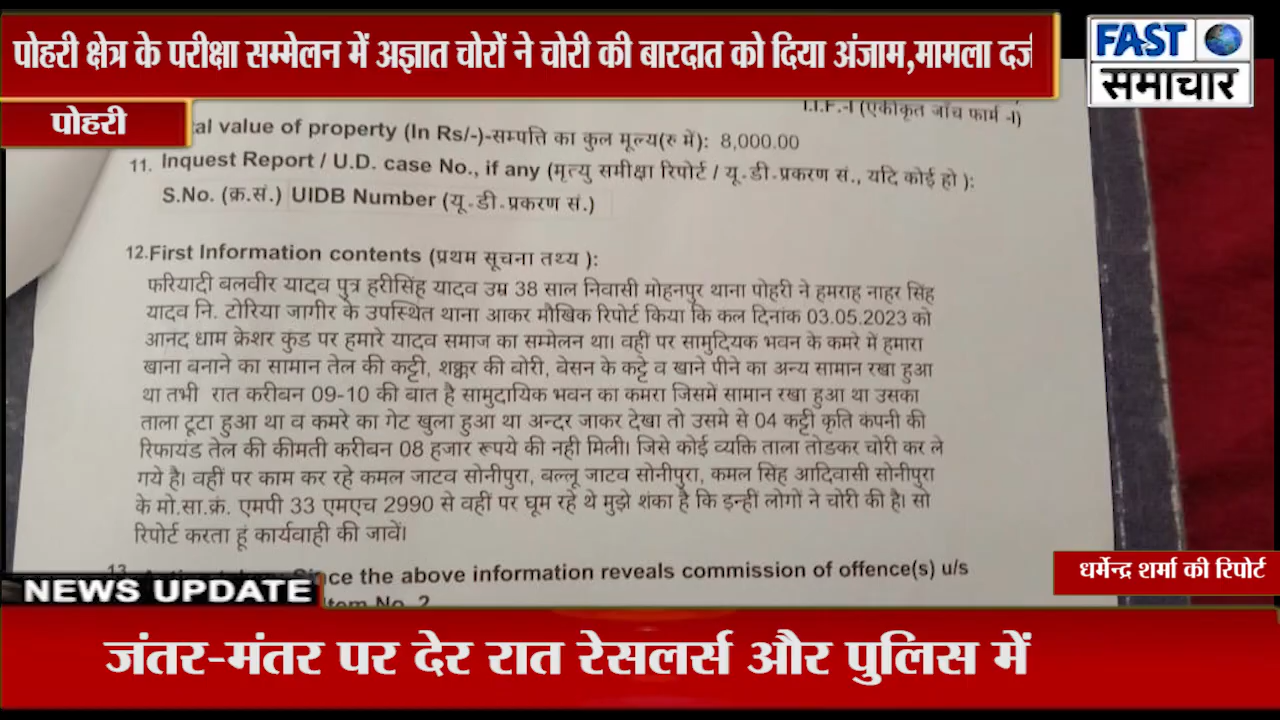 पोहरी क्षेत्र के परीक्षा सम्मेलन में अज्ञात चोरों ने चोरी की बारदात को दिया अंजाम,मामला दर्ज
FAST
समाचार
पोहरी
I.I.F.-I (एकीकृत जाँच फार्म -I)
value of property (In Rs/-)-सम्पत्ति का कुल मूल्य(रु में): 8,000.00
11. Inquest Report / U.D. case No., if any (मृत्यु समीक्षा रिपोर्ट / यू.डी.प्रकरण सं., यदि कोई हो ):
S.No. (क्र.सं.) UIDB Number (यू.डी.प्रकरण सं.)
12.First Information contents (प्रथम सूचना तथ्य ):
फरियादी बलवीर यादव पुत्र हरीसिंह यादव उम्र 38 साल निवासी मोहनपुर थाना पोहरी ने हमराह नाहर सिंह
यादव नि. टोरिया जागीर के उपस्थित थाना आकर मौखिक रिपोर्ट किया कि कल दिनांक 03.05.2023 को
आनद धाम क्रेशर कुंड पर हमारे यादव समाज का सम्मेलन था। वही पर सामुदियक भवन के कमरे में हमारा
खाना बनाने का सामान तेल की कट्टी, शक्कर की बोरी, बेसन के कट्टे व खाने पीने का अन्य सामान रखा हुआ
था तभी रात करीबन 09-10 की बात है सामुदायिक भवन का कमरा जिसमे सामान रखा हुआ था उसका
ताला टूटा हुआ था व कमरे का गेट खुला हुआ था अन्दर जाकर देखा तो उसमे से 04 कट्टी कृति कंपनी की
रिफायंड तेल की कीमती करीबन 08 हजार रूपये की नही मिली। जिसे कोई व्यक्ति ताला तोडकर चोरी कर ले
गये है। वहीं पर काम कर रहे कमल जाटव सोनीपुरा, बल्लू जाटव सोनीपुरा, कमल सिंह आदिवासी सोनीपुरा
के मो.सा.क्रं. एमपी 33 एमएच 2990 से वहीं पर घूम रहे थे मुझे शंका है कि इन्हीं लोगों ने चोरी की है। सो
रिपोर्ट करता हूं कार्यवाही की जावें।
13. since the above information reveals commission of offence(s) u/s
Item No. 2
धर्मेन्द्र शर्मा की रिपोर्ट
NEWS UPDATE
जंतर-मंतर पर देर रात रेसलर्स और पुलिस में